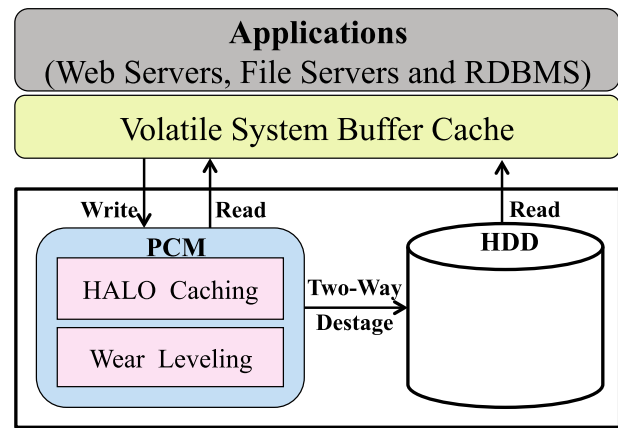 Applications
(Web Servers, File Servers and RDBMS)
Volatile System Buffer Cache
Write
Read
Read
PCM
HDD
HALO Caching
Two-Way
Destage
Wear Leveling